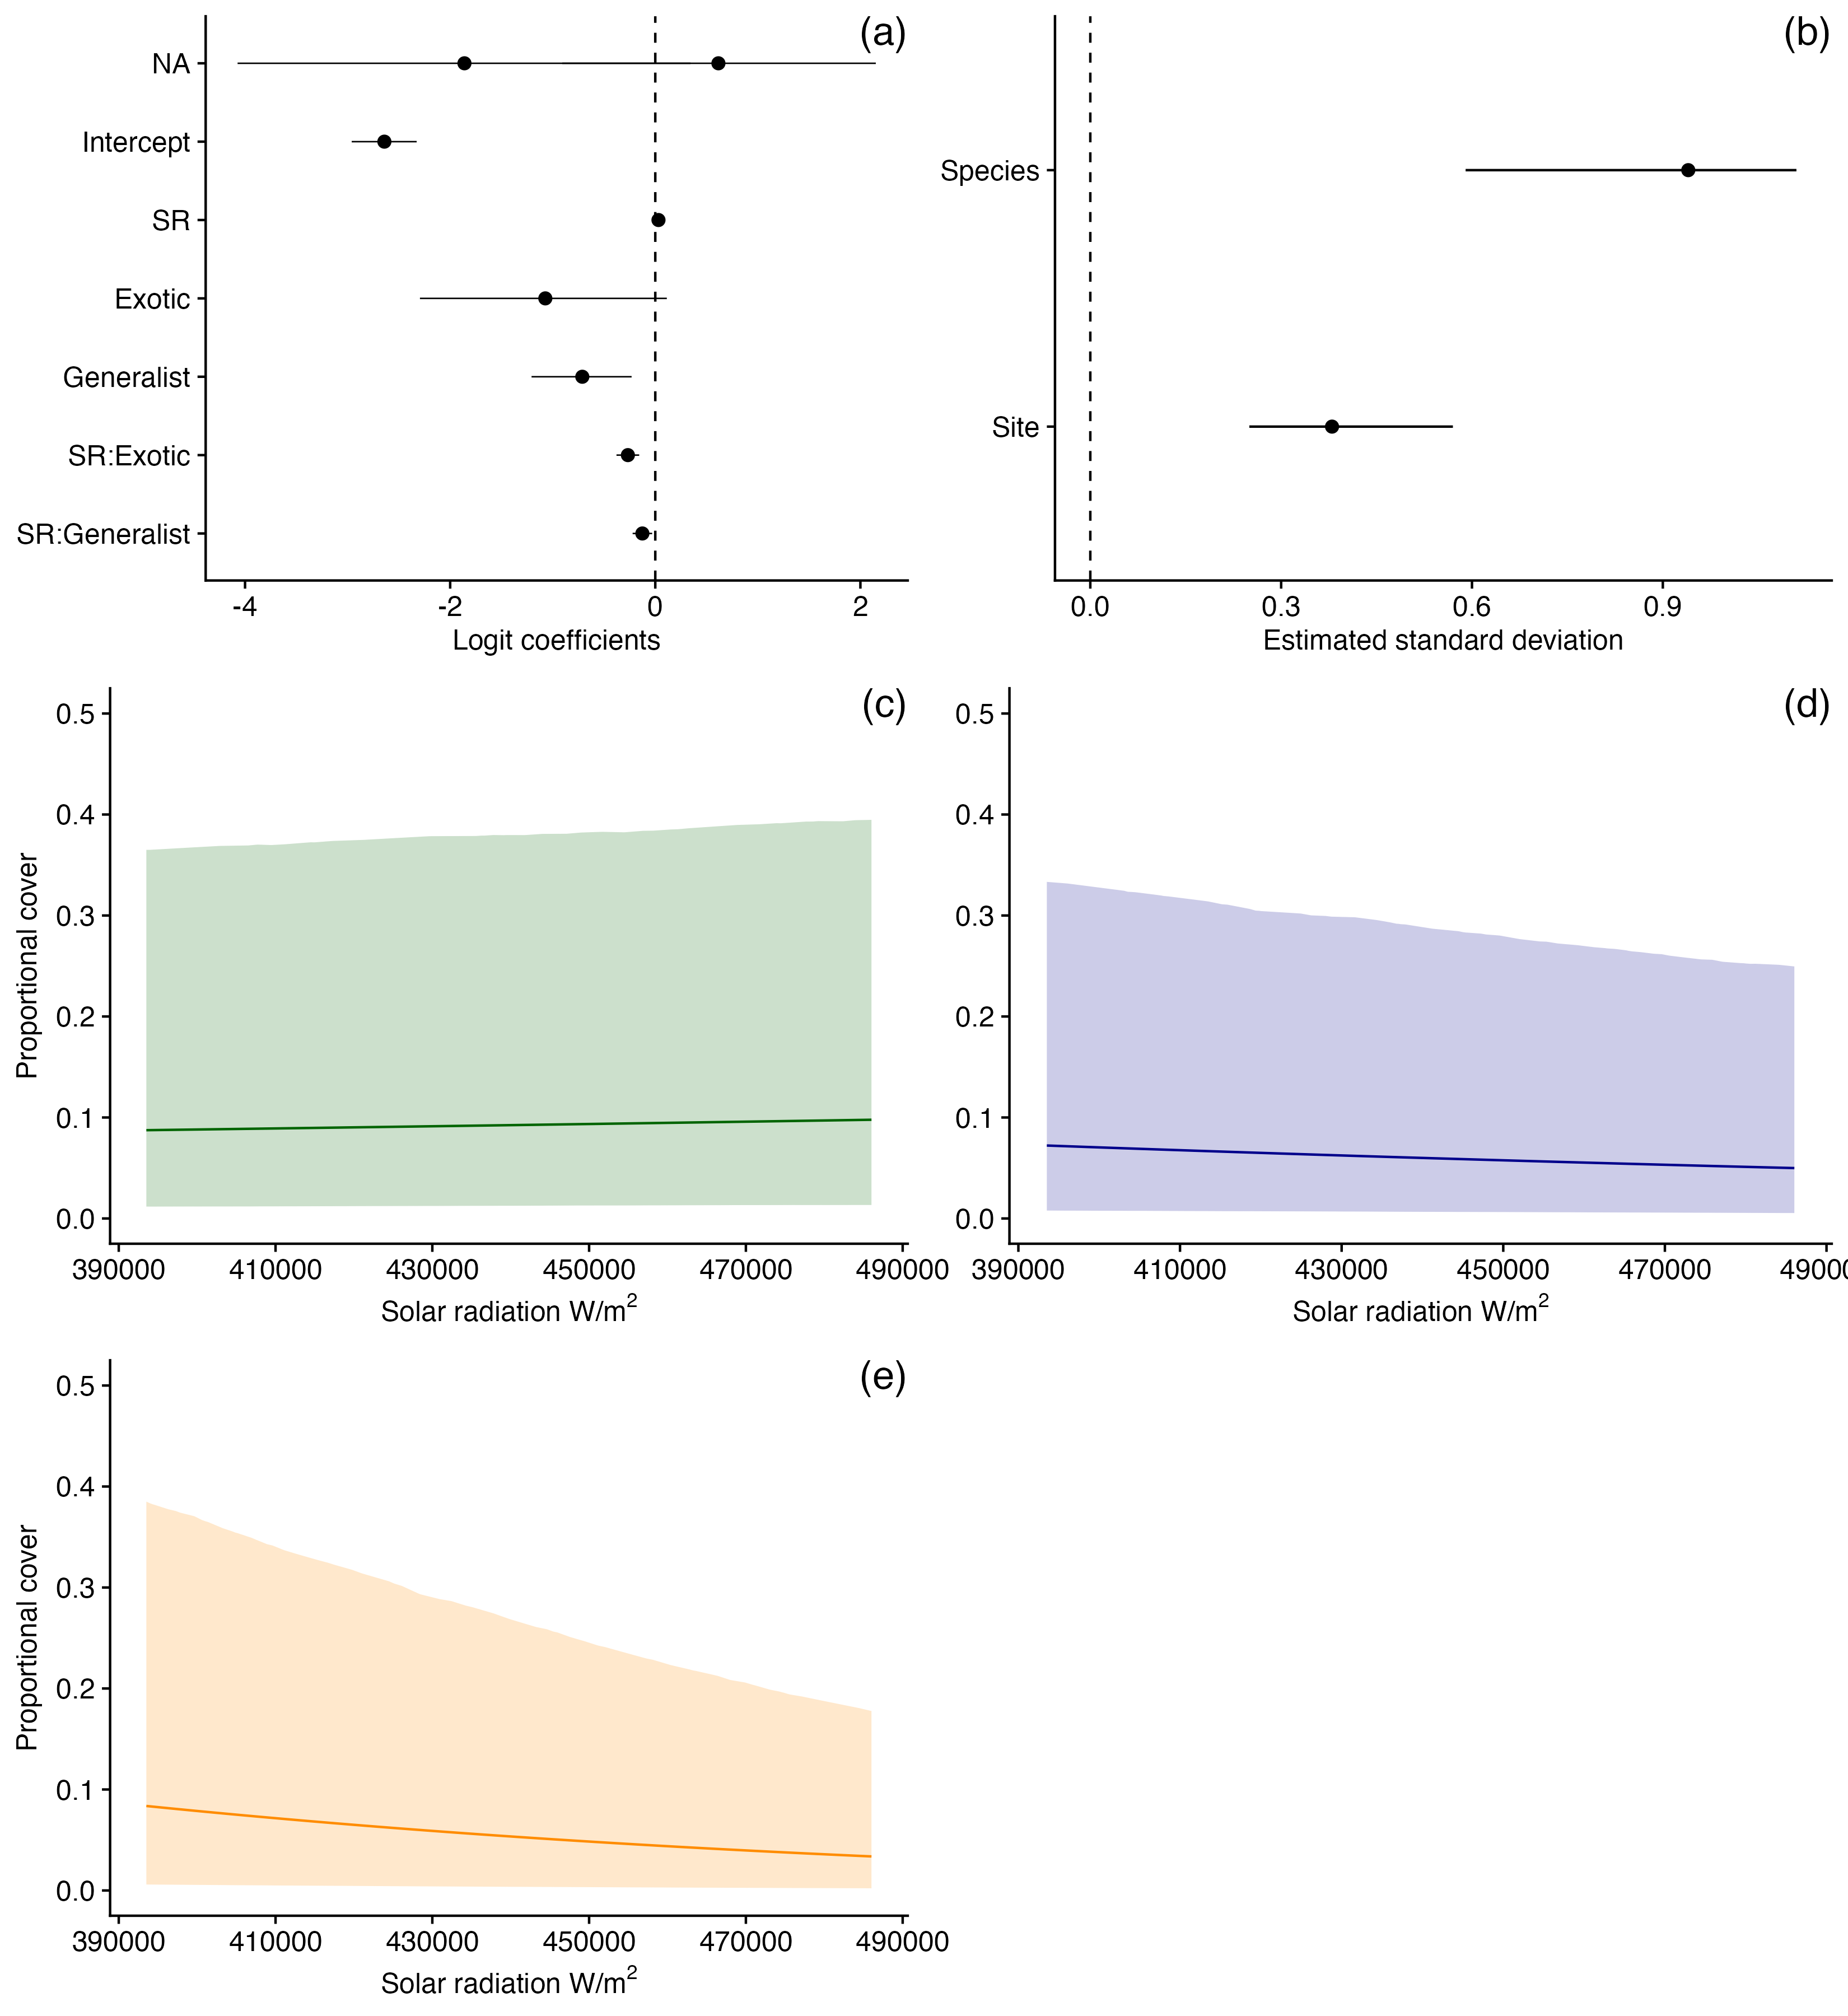 (a)
NA
Intercept
SR
Exotic
Generalist
SR:Exotic
SR:Generalist
-4 -2 0 2
Logit coefficients
(b)
Species
Site
0.0 0.3 0.6 0.9
Estimated standard deviation
(c)
Proportional cover
0.5
0.4
0.3
0.2
0.1
0.0
390000 410000 430000 450000 470000 490000
Solar radiation W/m²
(d)
0.5
0.4
0.3
0.2
0.1
0.0
390000 410000 430000 450000 470000 49000
Solar radiation W/m²
(e)
Proportional cover
0.5
0.4
0.3
0.2
0.1
0.0
390000 410000 430000 450000 470000 490000
Solar radiation W/m²